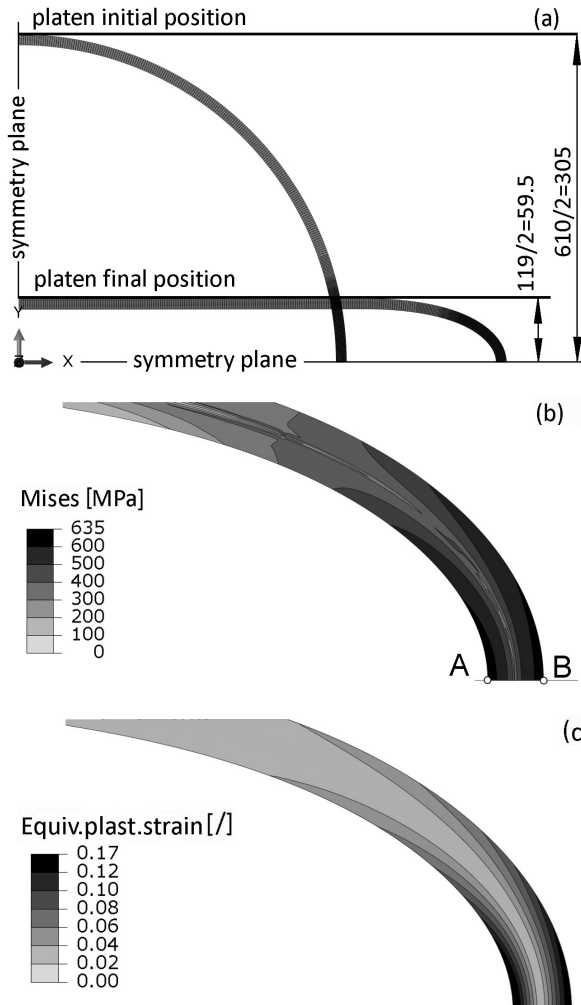 platen initial position
(a)
symmetry plane
119/2=59.5
610/2=305
platen final position
Y
X
symmetry plane
(b)
Mises [MPa]
635
600
500
400
300
200
100
0
A
B
(c
Equiv.plast.strain[/]
0.17
0.12
0.10
0.08
0.06
0.04
0.02
0.00